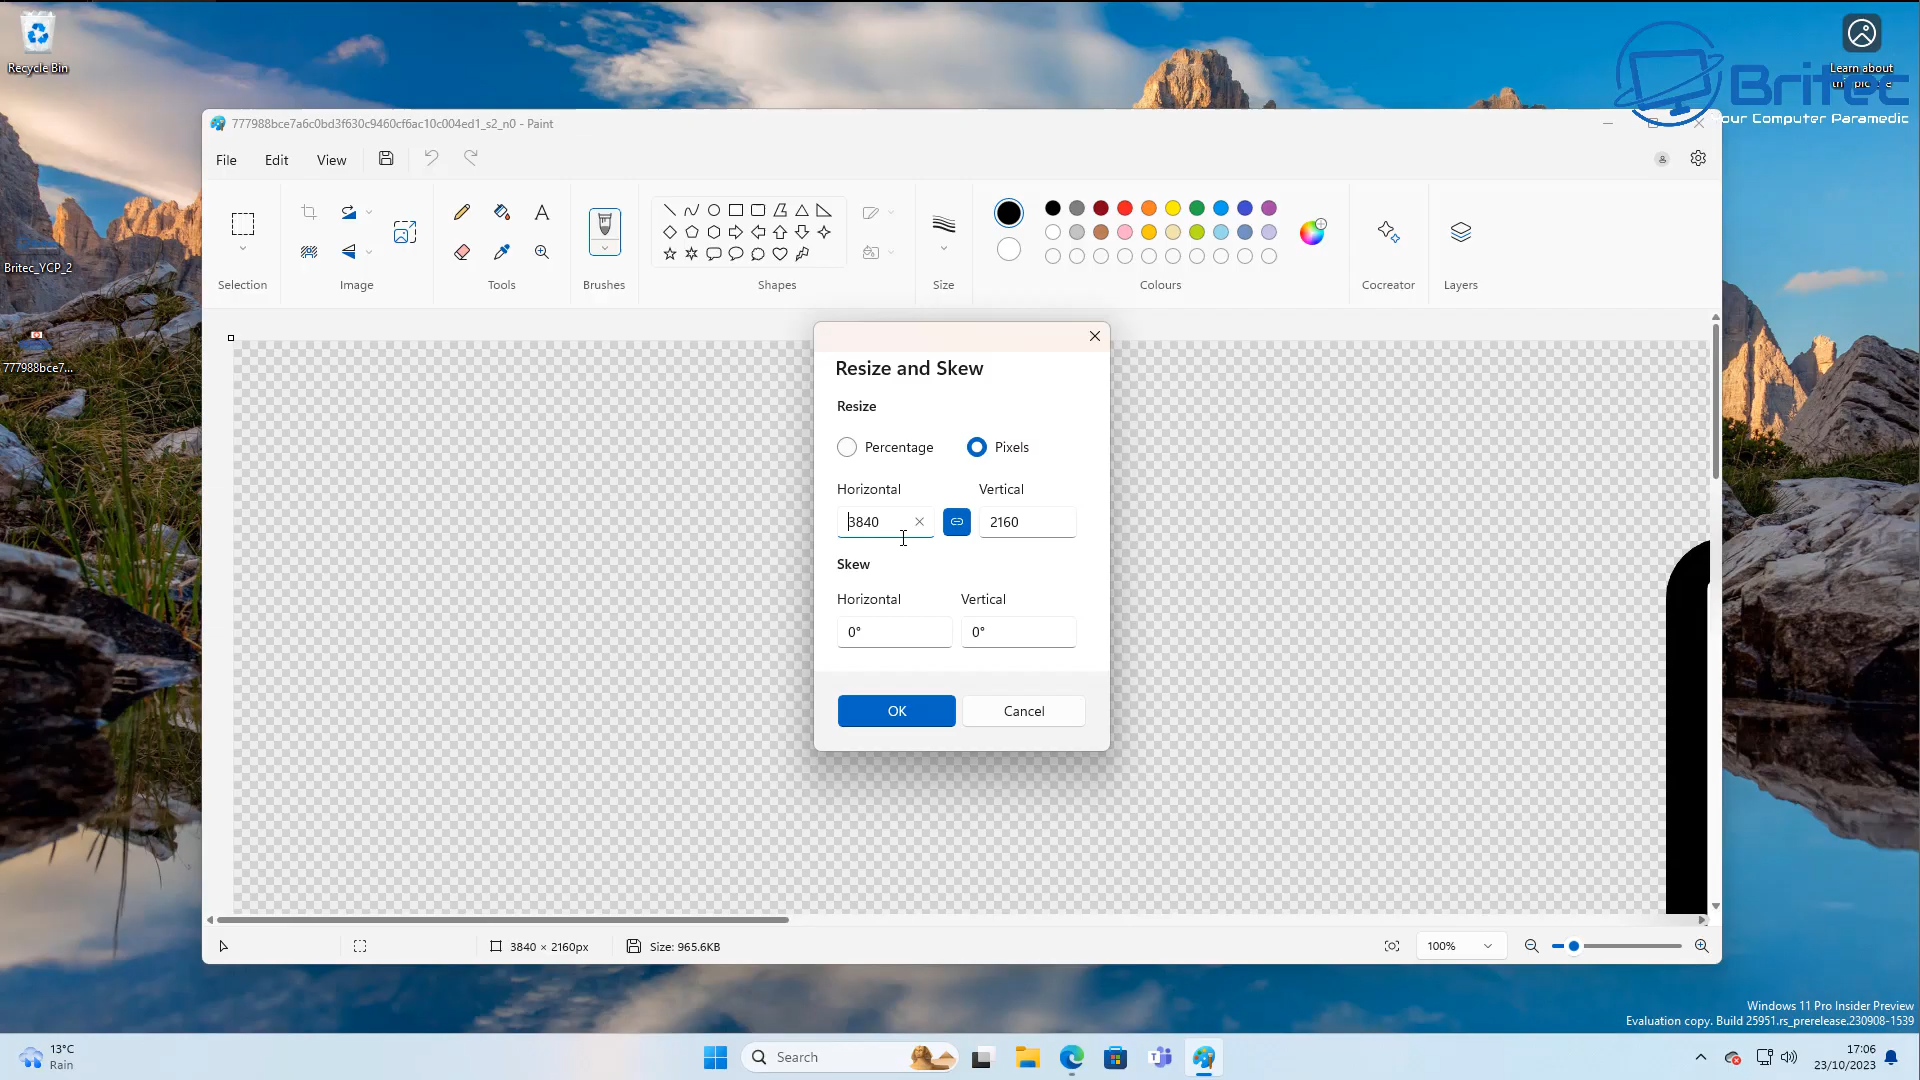 Recycle Bin
Learn about
Britec
Your Computer Paramedic
Britec_YCP_2
777988bce7...
777988bce7a6c0bd3f630c9460cf6ac10c004ed1_s2_n0 - Paint
File
Edit
View
Selection
Image
Tools
Brushes
Shapes
Size
Colours
Cocreator
Layers
Resize and Skew
Resize
Percentage
Pixels
Horizontal
Vertical
3840
2160
Skew
Horizontal
Vertical
0°
0°
OK
Cancel
3840 × 2160px
Size: 965.6KB
100%
Windows 11 Pro Insider Preview
Evaluation copy. Build 25951.rs_prerelease.230908-1539
13°C
Rain
Search
17:06
23/10/2023